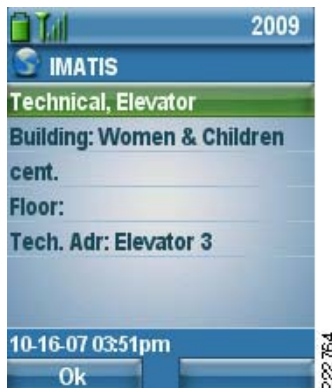 2009
IMATIS
Technical, Elevator
Building: Women & Children
cent.
Floor:
Tech. Adr: Elevator 3
10-16-07 03:51pm
Ok
222764